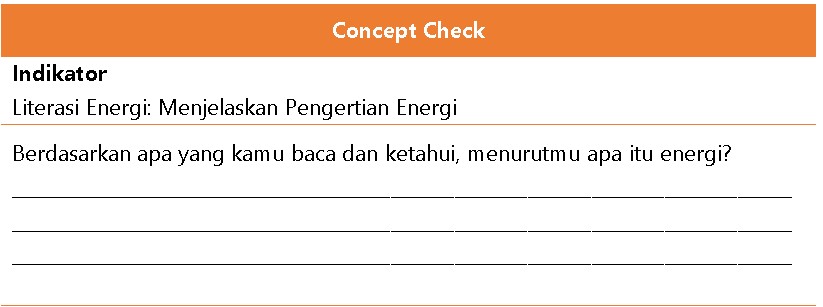 Concept Check
Indikator
Literasi Energi: Menjelaskan Pengertian Energi
Berdasarkan apa yang kamu baca dan ketahui, menurutmu apa itu energi?